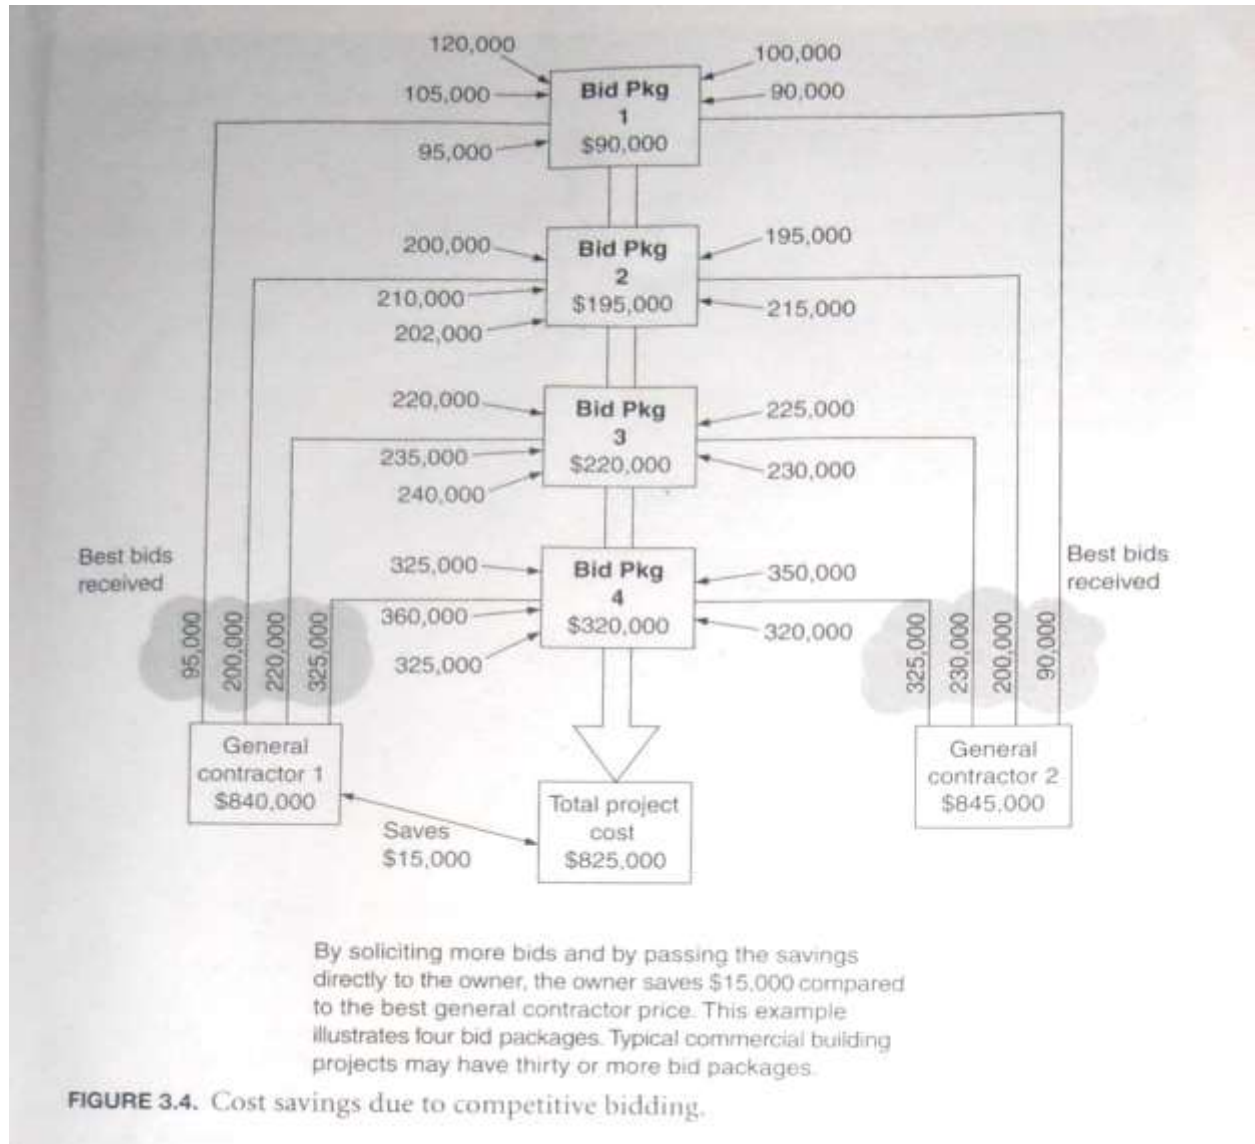 120,000
100,000
105,000
90,000
95,000
Bid Pkg
1
$90,000
200,000
195,000
210,000
215,000
202,000
Bid Pkg
2
$195,000
220,000
225,000
235,000
230,000
240,000
Bid Pkg
3
$220,000
325,000
350,000
360,000
320,000
325,000
Bid Pkg
4
$320,000
Best bids
received
95,000
200,000
220,000
325,000
Best bids
received
325,000
230,000
200,000
90,000
General
contractor 1
$840,000
Saves
$15,000
Total project
cost
$825,000
General
contractor 2
$845,000
By soliciting more bids and by passing the savings
directly to the owner, the owner saves $15,000 compared
to the best general contractor price. This example
illustrates four bid packages. Typical commercial building
projects may have thirty or more bid packages.
FIGURE 3.4. Cost savings due to competitive bidding.